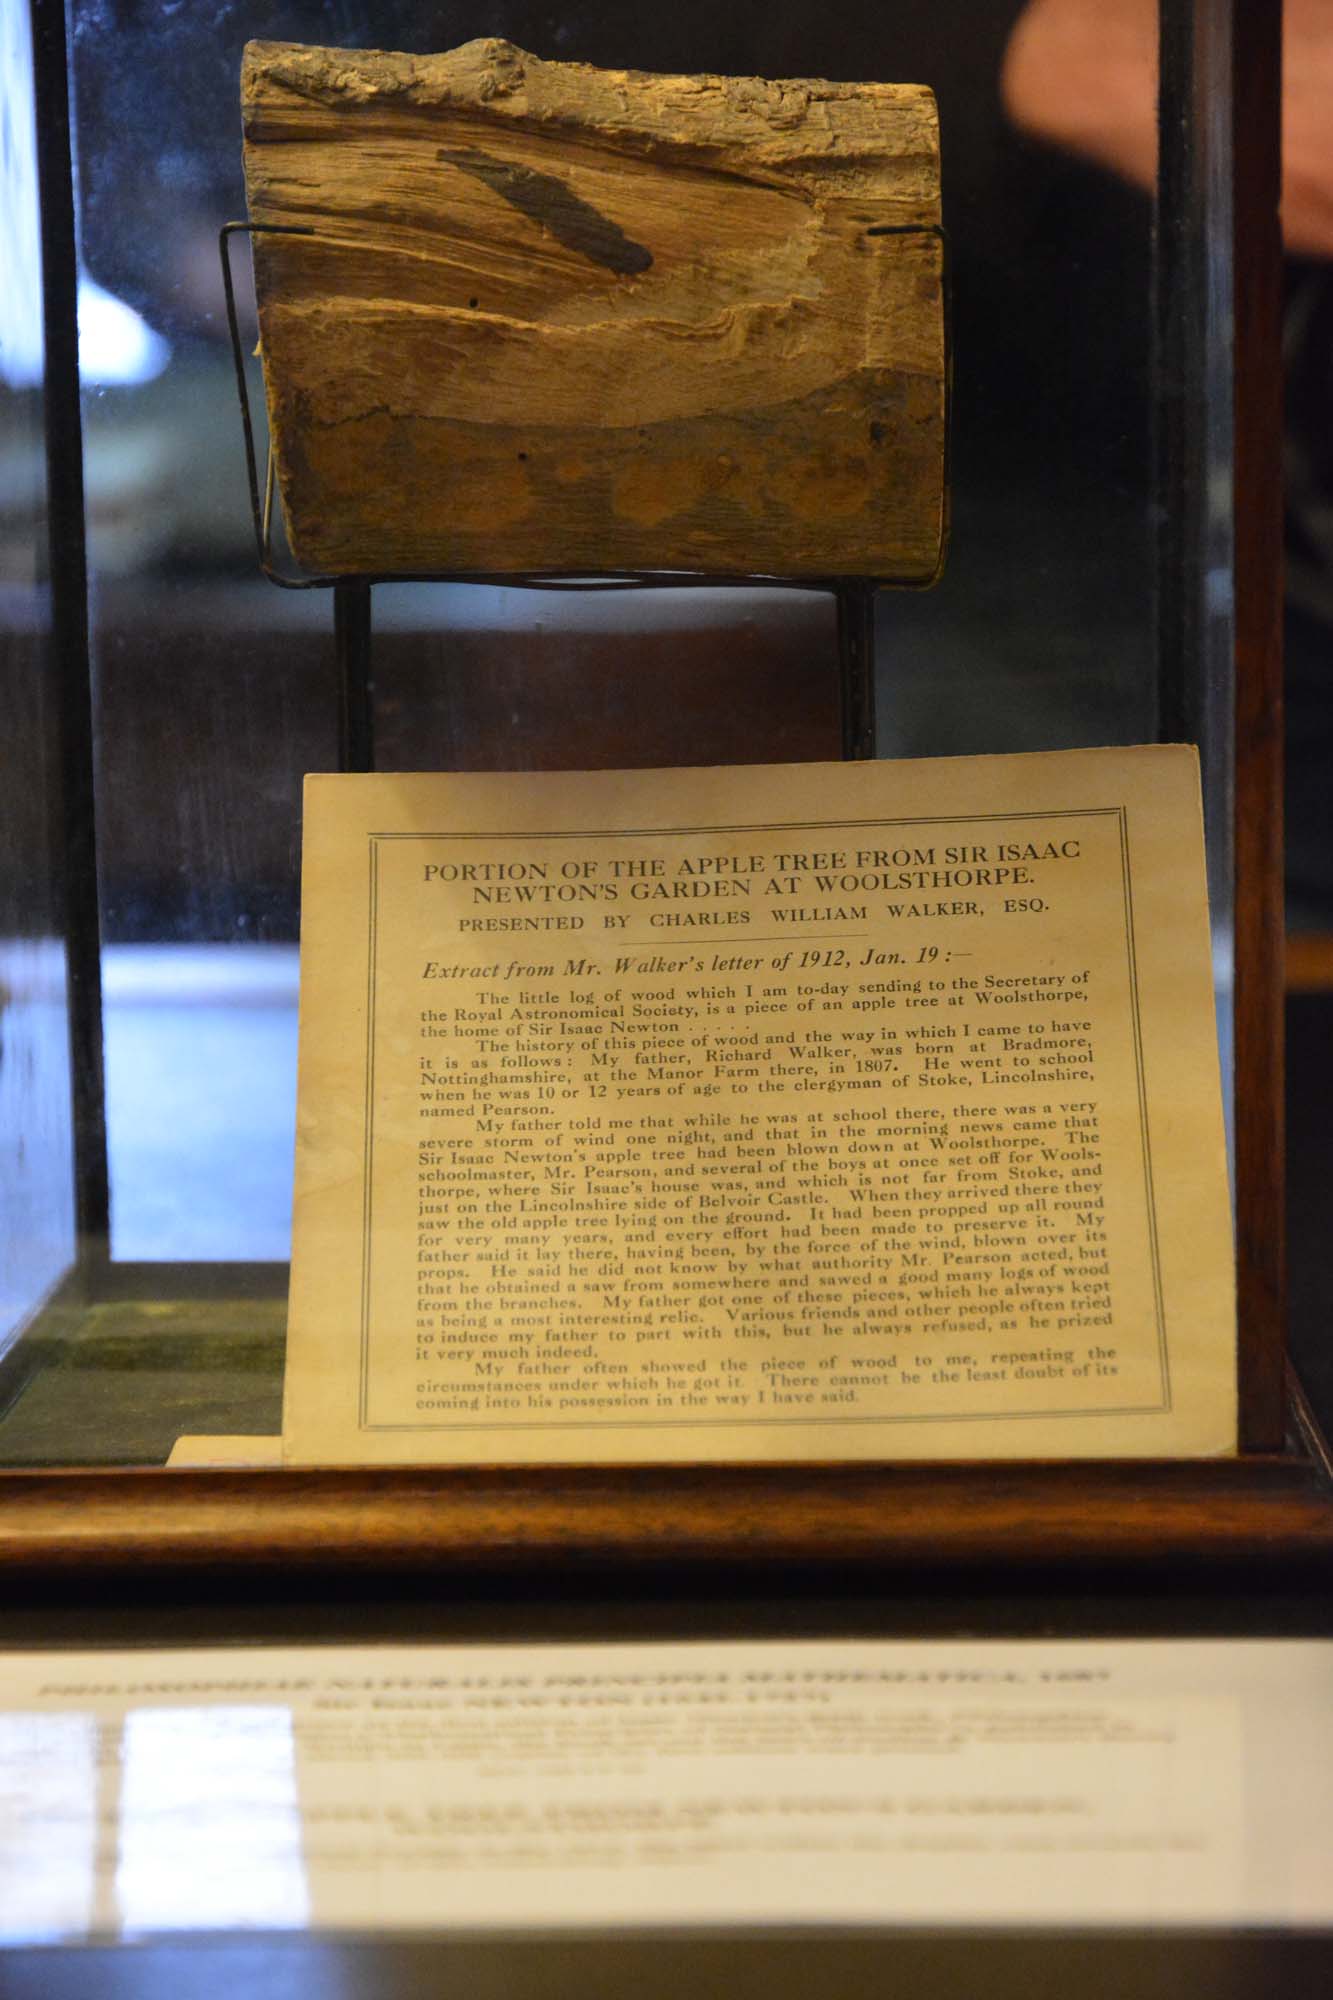 PORTION OF THE APPLE TREE FROM SIR ISAAC
NEWTON'S GARDEN AT WOOLSTHORPE.
PRESENTED BY CHARLES WILLIAM WALKER, ESQ.
Extract from Mr. Walker's letter of 1912, Jan. 19 :—
The little log of wood which I am to-day sending to the Secretary of
the Royal Astronomical Society, is a piece of an apple tree at Woolsthorpe,
the home of Sir Isaac Newton . . . . .
The history of this piece of wood and the way in which I came to have
it is as follows : My father, Richard Walker, was born at Bradmore,
Nottinghamshire, at the Manor Farm there, in 1807. He went to school
when he was 10 or 12 years of age to the clergyman of Stoke, Lincolnshire,
named Pearson.
My father told me that while he was at school there, there was a very
severe storm of wind one night, and that in the morning news came that
Sir Isaac Newton's apple tree had been blown down at Woolsthorpe. The
schoolmaster, Mr. Pearson, and several of the boys at once set off for Wools-
thorpe, where Sir Isaac's house was, and which is not far from Stoke, and
just on the Lincolnshire side of Belvoir Castle. When they arrived there they
saw the old apple tree lying on the ground. It had been propped up all round
for very many years, and every effort had been made to preserve it. My
father said it lay there, having been, by the force of the wind, blown over its
props. He said he did not know by what authority Mr. Pearson acted, but
that he obtained a saw from somewhere and sawed a good many logs of wood
from the branches. My father got one of these pieces, which he always kept
as being a most interesting relic. Various friends and other people often tried
to induce my father to part with this, but he always refused, as he prized
it very much indeed.
My father often showed the piece of wood to me, repeating the
circumstances under which he got it. There cannot be the least doubt of its
coming into his possession in the way I have said.
PHILOSOPHIAE NATURALIS PRINCIPIA MATHEMATICA, 1687
Sir Isaac NEWTON